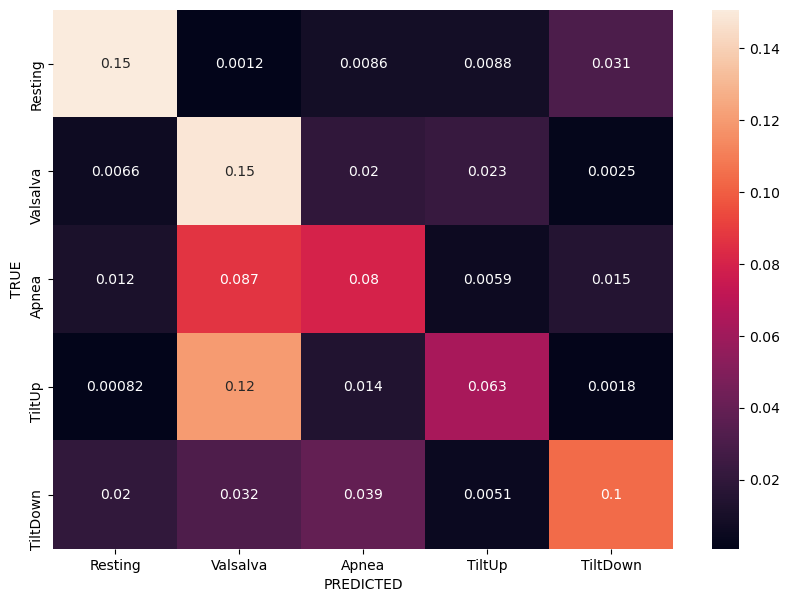 Resting 0.15 0.0012 0.0086 0.0088 0.031
Valsalva 0.0066 0.15 0.02 0.023 0.0025
Apnea 0.012 0.087 0.08 0.0059 0.015
TiltUp 0.00082 0.12 0.014 0.063 0.0018
TiltDown 0.02 0.032 0.039 0.0051 0.1
TRUE
Resting Valsalva Apnea TiltUp TiltDown
PREDICTED
0.14
0.12
0.10
0.08
0.06
0.04
0.02